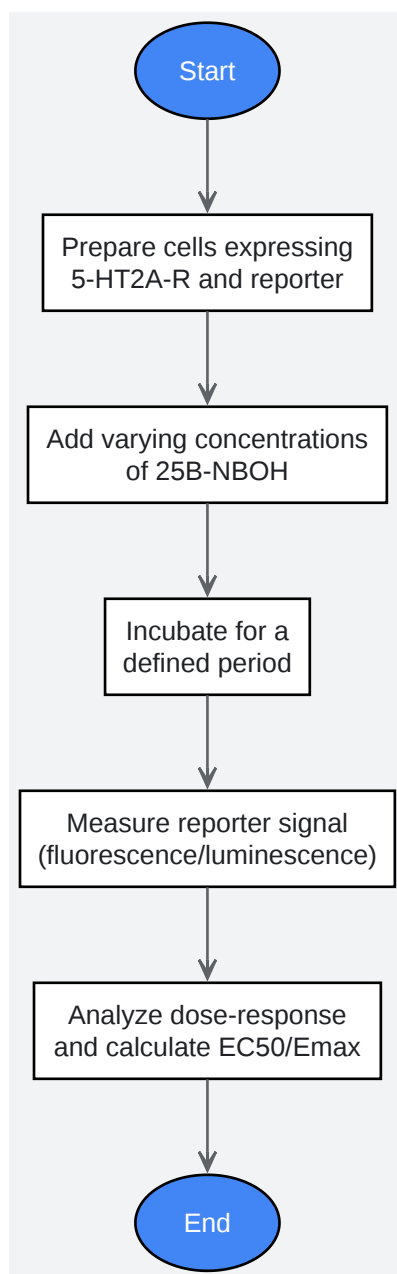 Start
Prepare cells expressing
5-HT2A-R and reporter
Add varying concentrations
of 25B-NBOH
Incubate for a
defined period
Measure reporter signal
(fluorescence/luminescence)
Analyze dose-response
and calculate EC50/Emax
End